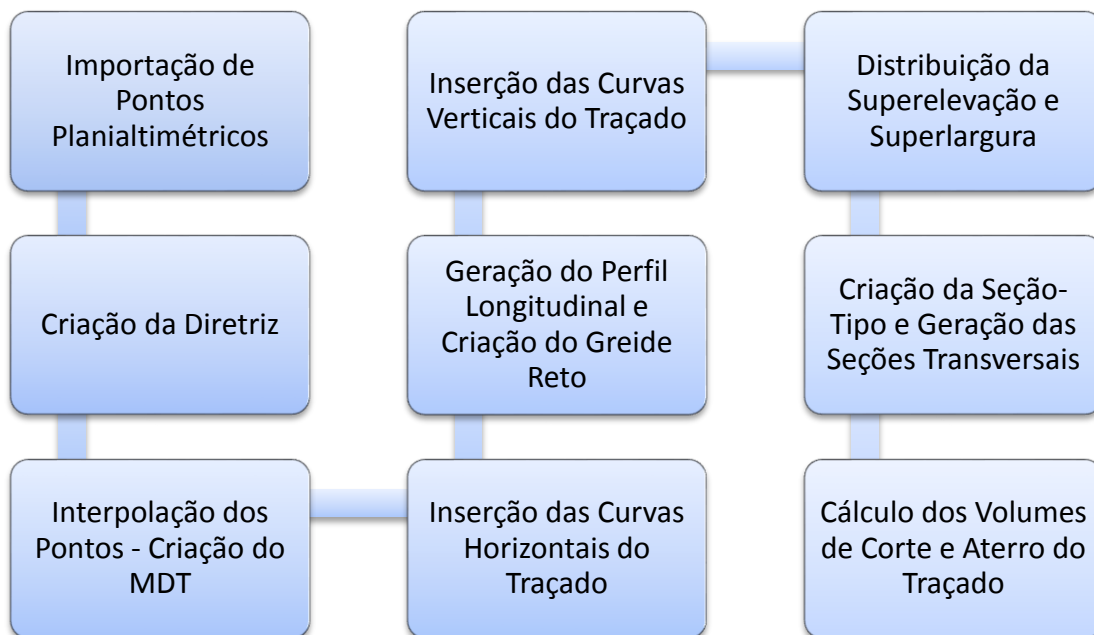 Importação de
Pontos
Planialtimétricos
Criação da Diretriz
Interpolação dos
Pontos - Criação do
MDT
Inserção das Curvas
Horizontais do
Traçado
Geração do Perfil
Longitudinal e
Criação do Greide
Reto
Inserção das Curvas
Verticais do Traçado
Distribuição da
Superelevação e
Superlargura
Criação da Seção-
Tipo e Geração das
Seções Transversais
Cálculo dos Volumes
de Corte e Aterro do
Traçado